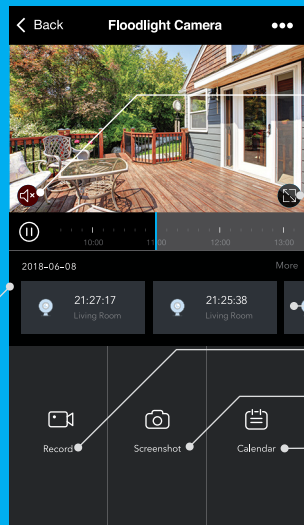 Back Floodlight Camera
10:00 11:00 12:00 13:00
2018-06-08 More
21:27:17 21:25:38
Living Room Living Room
Record Screenshot Calendar